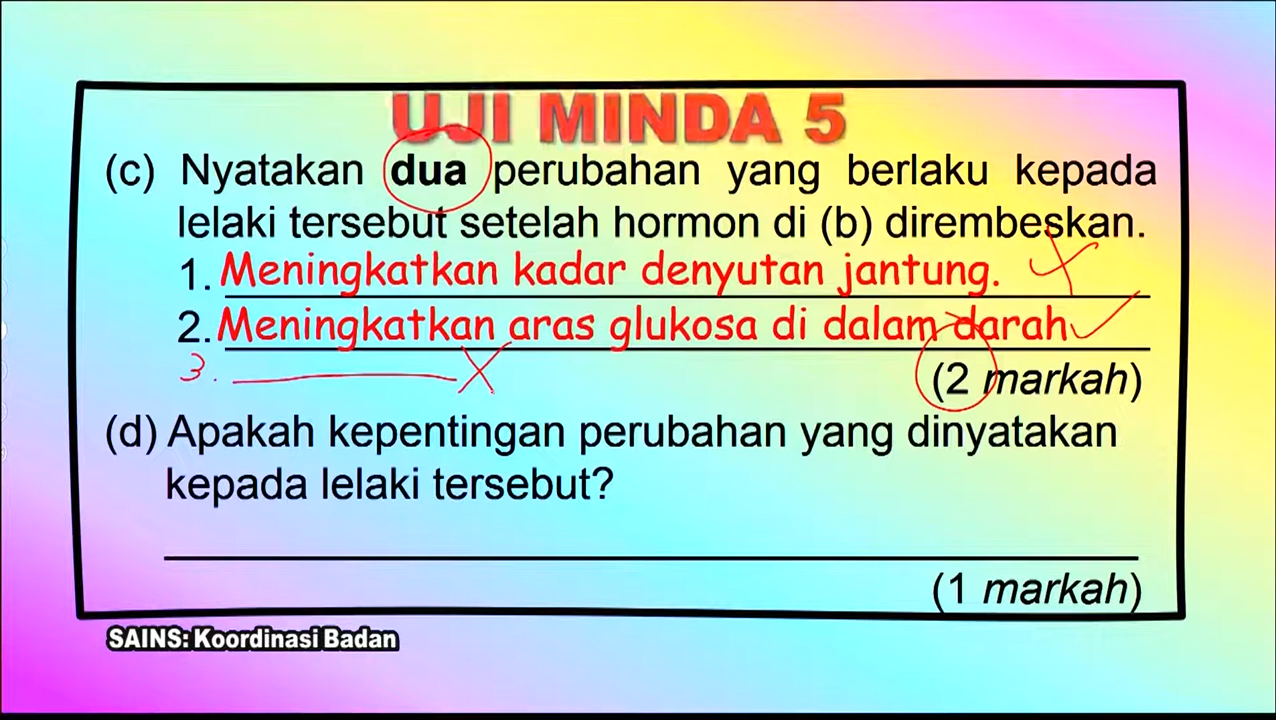 UJI MINDA 5
(c) Nyatakan dua perubahan yang berlaku kepada
lelaki tersebut setelah hormon di (b) dirembeskan.
1. Meningkatkan kadar denyutan jantung.
2. Meningkatkan aras glukosa di dalam darah
3.
(2 markah)
(d) Apakah kepentingan perubahan yang dinyatakan
kepada lelaki tersebut?
(1 markah)
SAINS: Koordinasi Badan